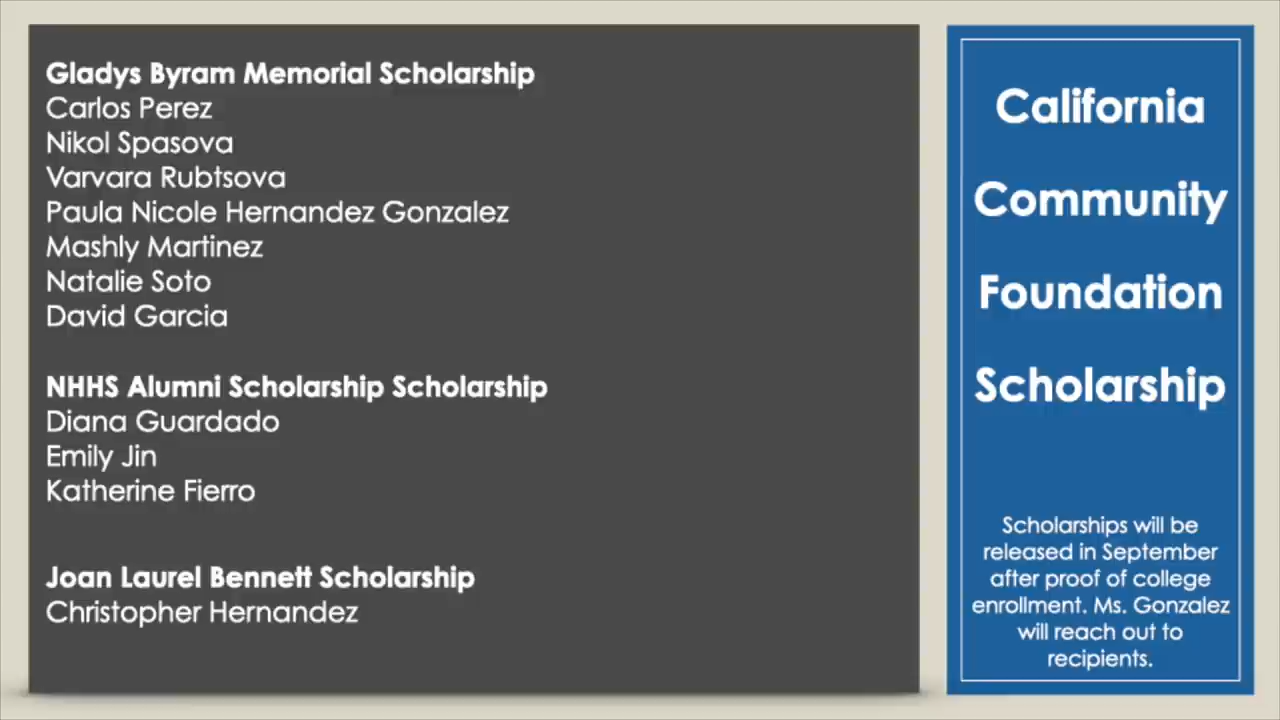 Gladys Byram Memorial Scholarship
Carlos Perez
Nikol Spasova
Varvara Rubtsova
Paula Nicole Hernandez Gonzalez
Mashly Martinez
Natalie Soto
David Garcia
NHHS Alumni Scholarship Scholarship
Diana Guardado
Emily Jin
Katherine Fierro
Joan Laurel Bennett Scholarship
Christopher Hernandez
California
Community
Foundation
Scholarship
Scholarships will be
released in September
after proof of college
enrollment. Ms. Gonzalez
will reach out to
recipients.